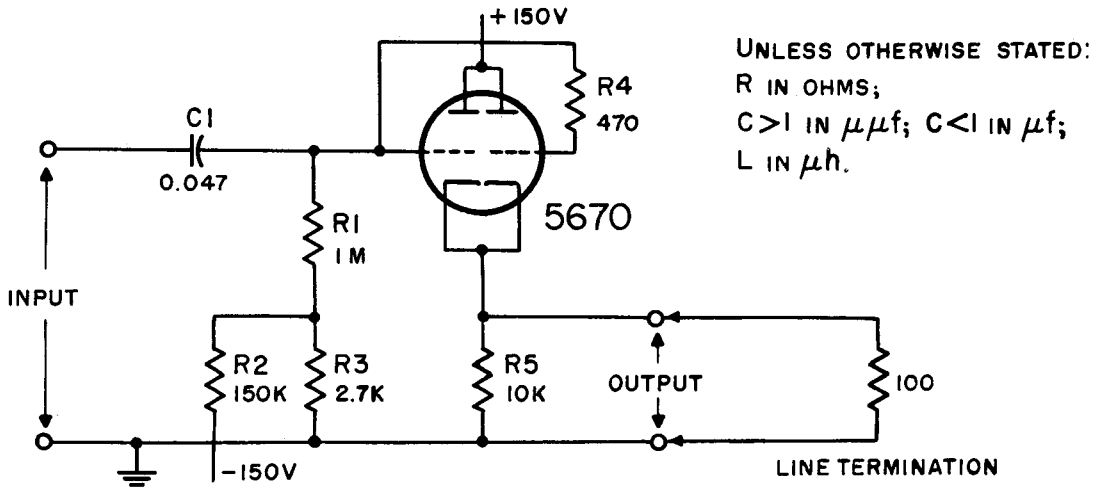 +150V
UNLESS OTHERWISE STATED:
R IN OHMS;
C>1 IN μμf; C<1 IN μf;
L IN μh.
R4
470
C1
0.047
5670
R1
1M
INPUT
R2
150K
R3
2.7K
R5
10K
OUTPUT
100
-150V
LINE TERMINATION